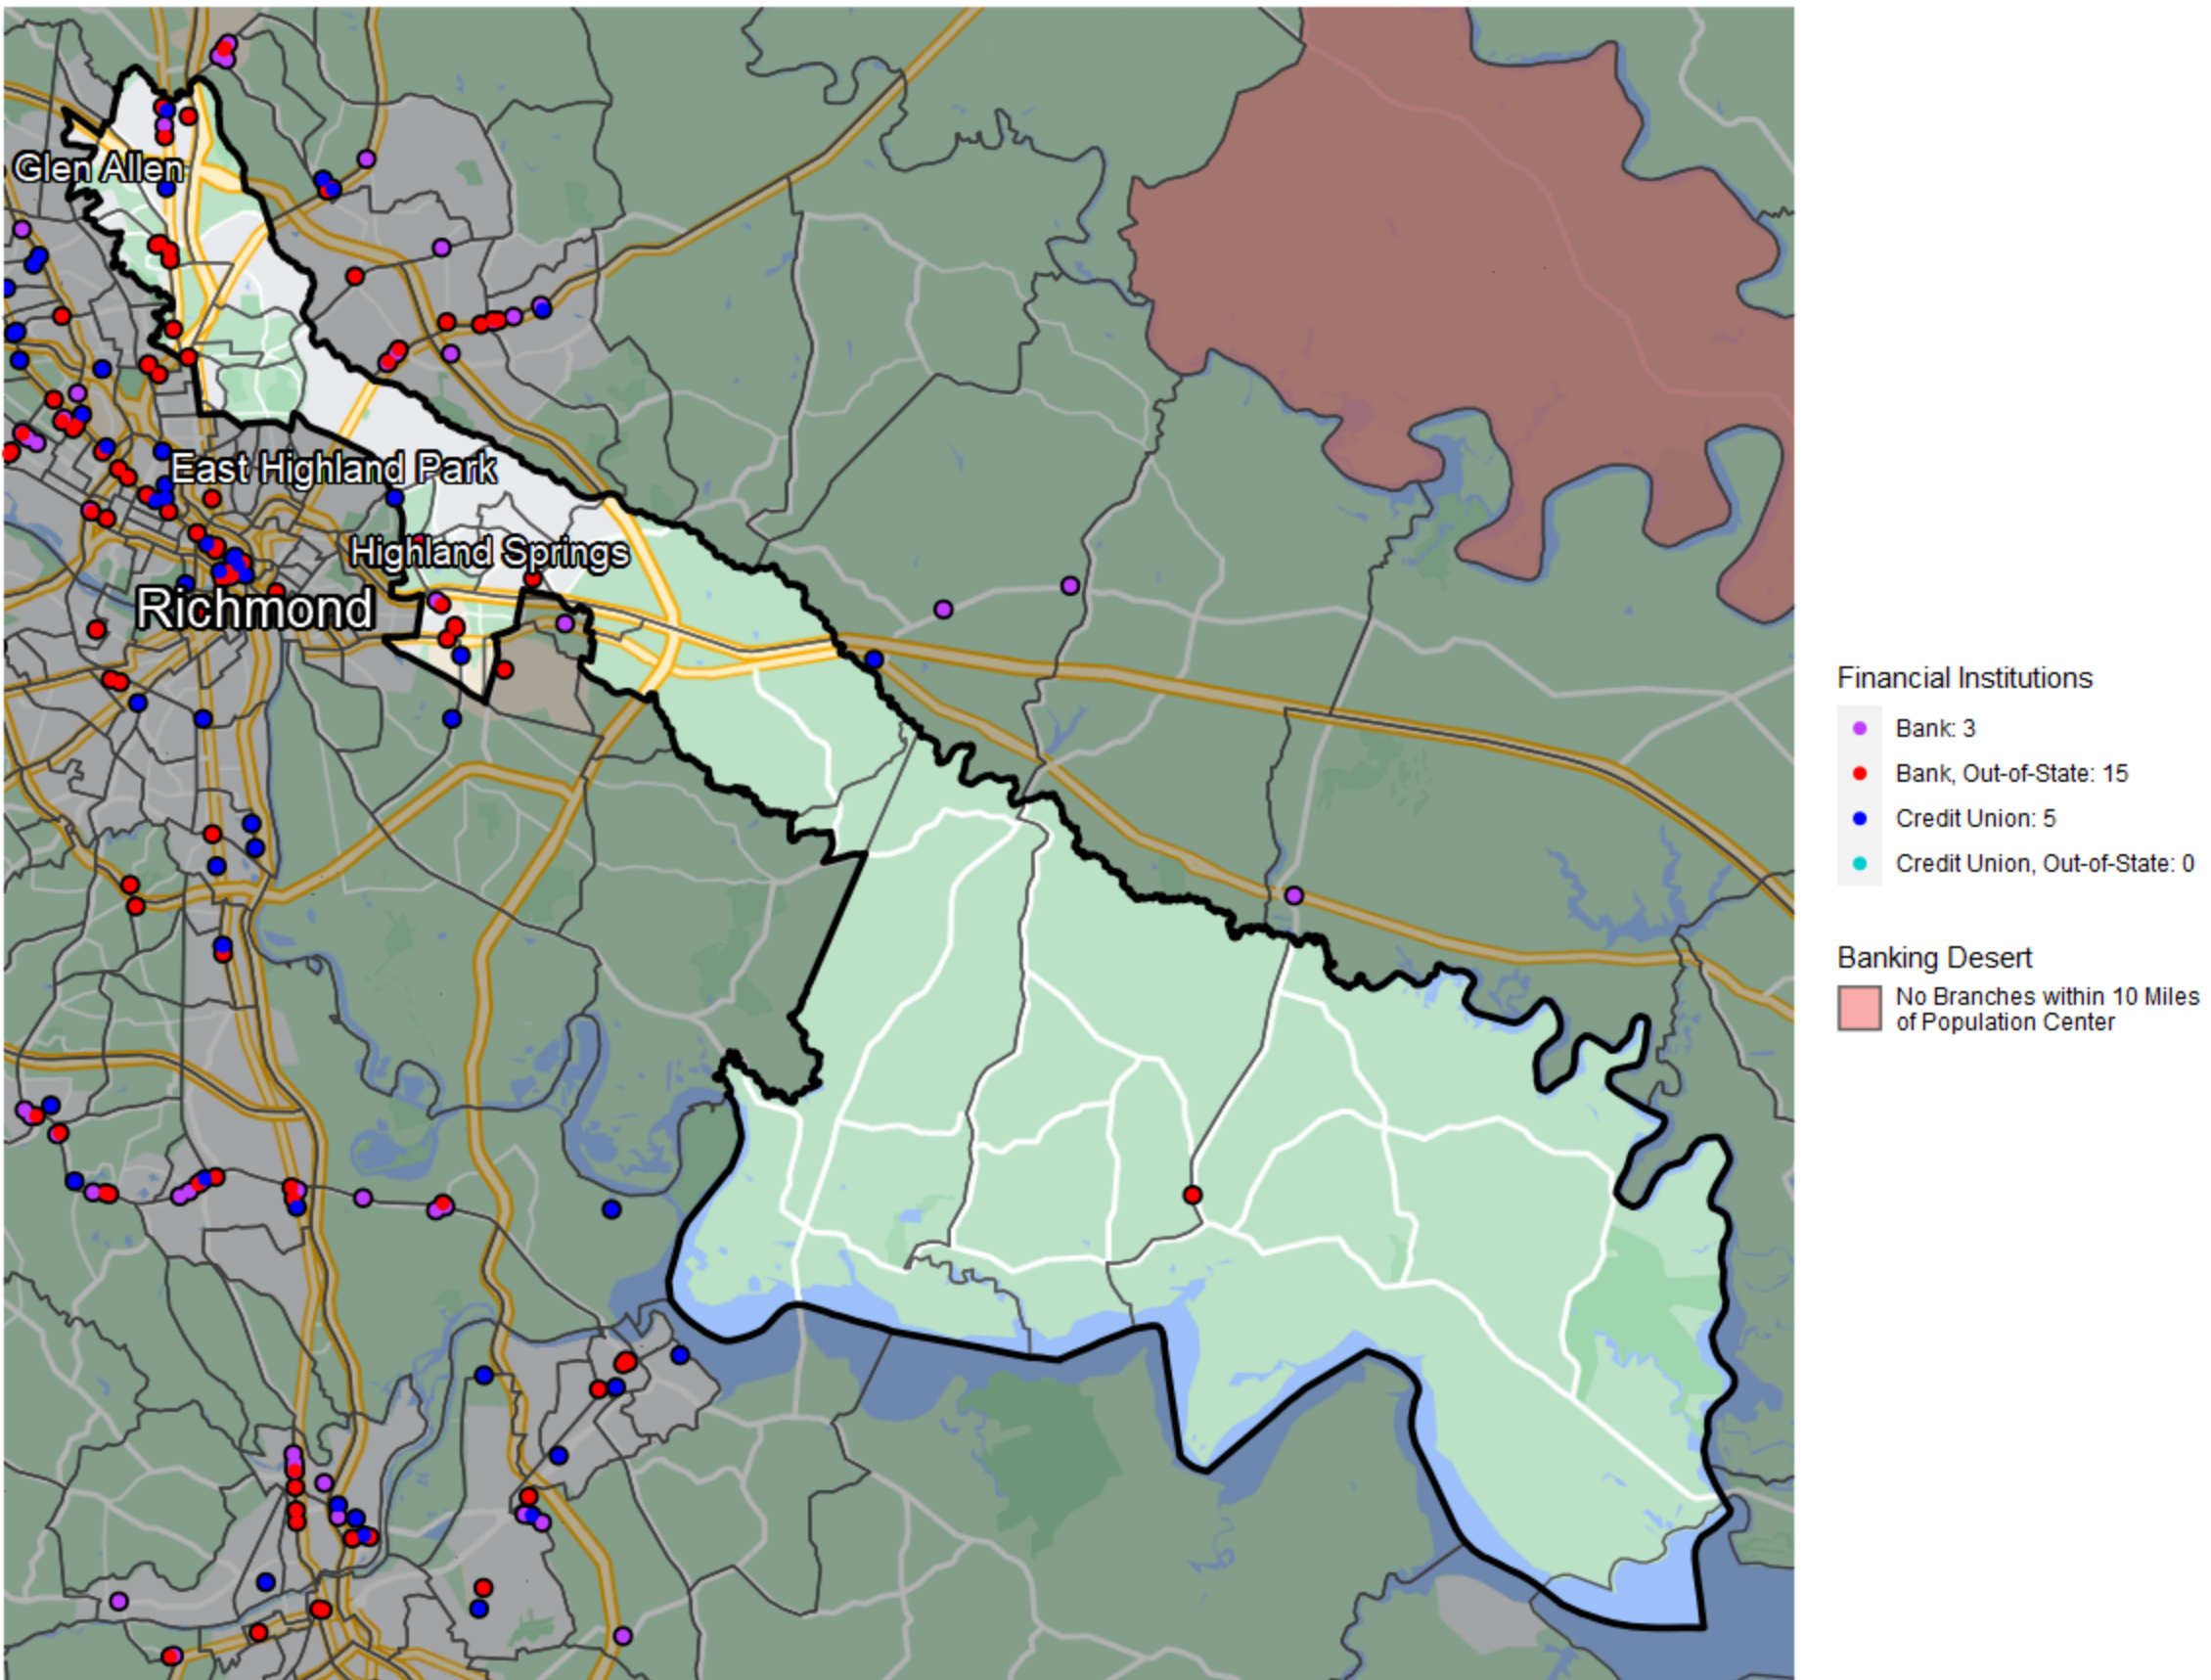 Glen Allen
East Highland Park
Highland Springs
Richmond
Financial Institutions
Bank: 3
Bank, Out-of-State: 15
Credit Union: 5
Credit Union, Out-of-State: 0
Banking Desert
No Branches within 10 Miles
of Population Center